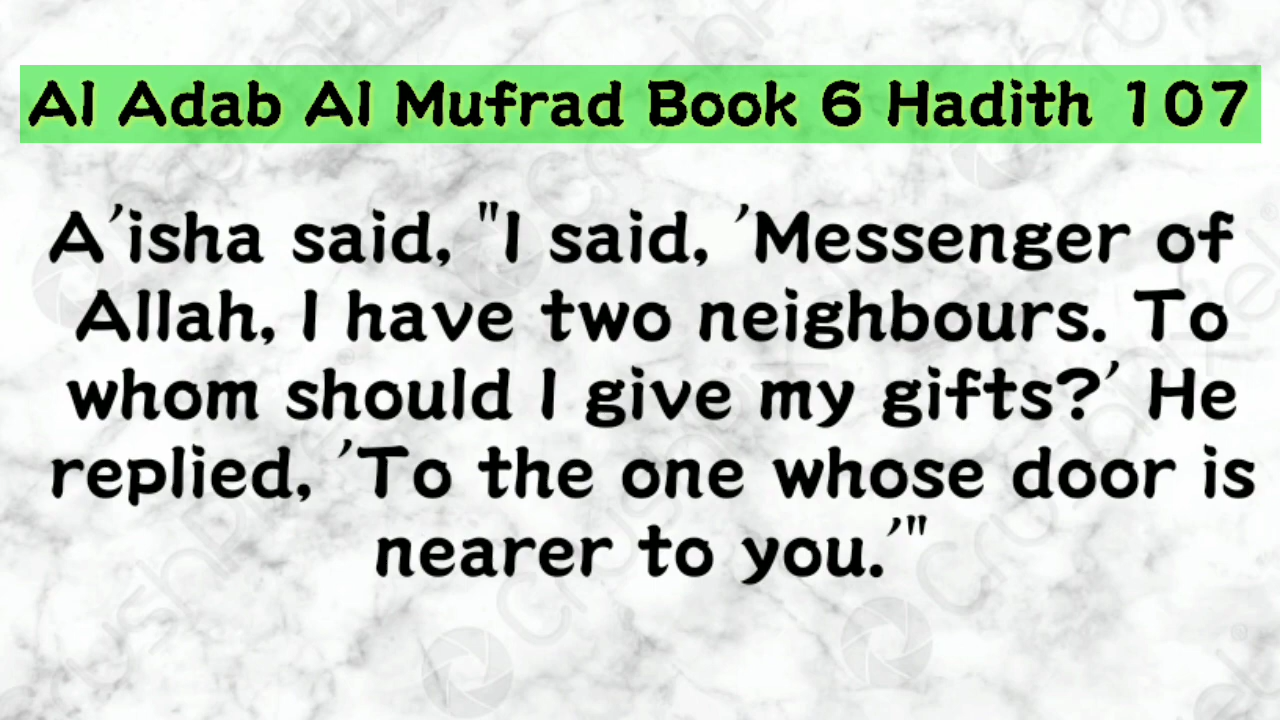 Al Adab Al Mufrad Book 6 Hadith 107
A'isha said, "I said, 'Messenger of
Allah, I have two neighbours. To
whom should I give my gifts?' He
replied, 'To the one whose door is
nearer to you.'"